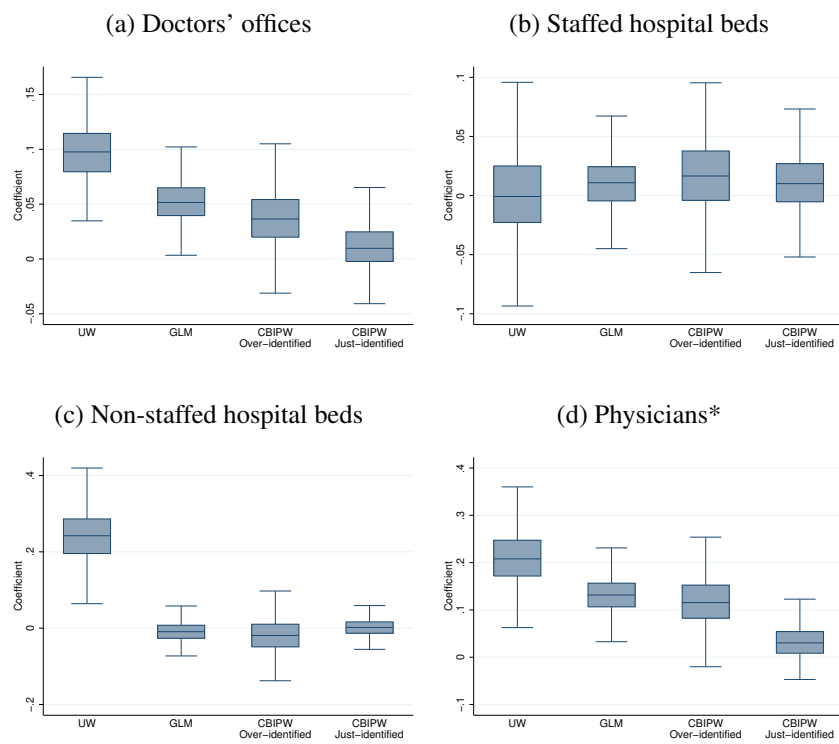 (a) Doctors’ offices
Coefficient
.15
.1
.05
0
−.05
UW
GLM
CBIPW
Over−identified
CBIPW
Just−identified
(b) Staffed hospital beds
Coefficient
.1
.05
0
−.05
−.1
UW
GLM
CBIPW
Over−identified
CBIPW
Just−identified
(c) Non-staffed hospital beds
Coefficient
.4
.2
0
−.2
UW
GLM
CBIPW
Over−identified
CBIPW
Just−identified
(d) Physicians*
Coefficient
.4
.3
.2
.1
0
−.1
UW
GLM
CBIPW
Over−identified
CBIPW
Just−identified